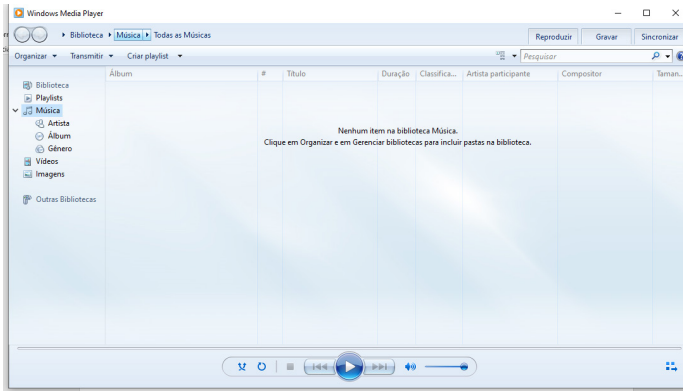 Windows Media Player
Biblioteca Música Todas as Músicas
Reproduzir Gravar Sincronizar
Organizar Transmitir Criar playlist
Pesquisar
Álbum # Título Duração Classifica... Artista participante Compositor Taman...
Biblioteca
Playlists
Música
Artista
Álbum
Gênero
Vídeos
Imagens
Outras Bibliotecas
Nenhum item na biblioteca Música.
Clique em Organizar e em Gerenciar bibliotecas para incluir pastas na biblioteca.